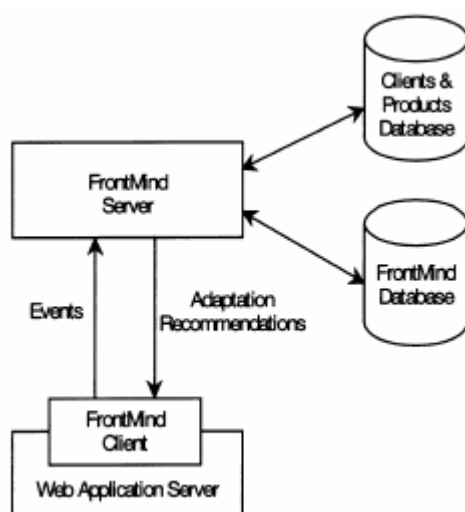 Clients &
Products
Database
FrontMind
Server
FrontMind
Database
Events
Adaptation
Recommendations
FrontMind
Client
Web Application Server